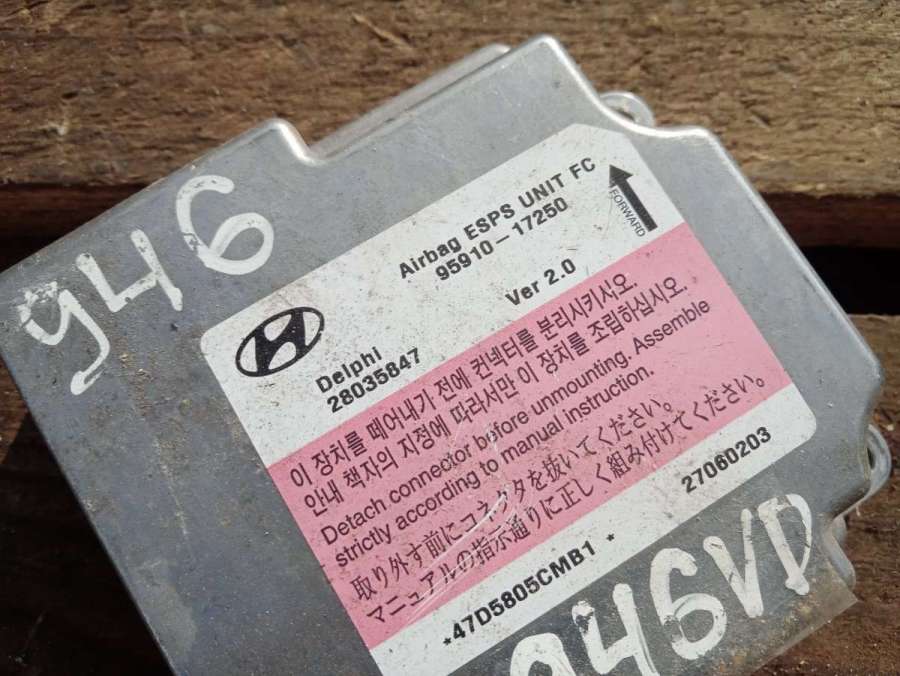 946
Airbag ESPS UNIT FC
95910-17250
FORWARD
Ver 2.0
Delphi
28035847
이 장치를 떼어내기 전에 컨넥터를 분리시키시오.
안내 책자의 지정에 따라서만 이 장치를 조립하십시오.
Detach connector before unmounting. Assemble
strictly according to manual instruction.
取り外す前にコネクタを抜いてください。
マニュアルの指示通りに正しく組み付けてください。
27060203
*47D5805CMB1 *
946VD